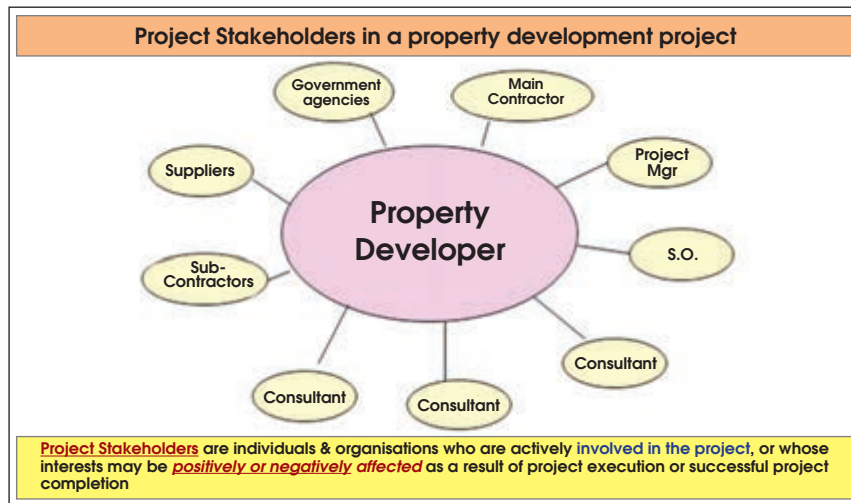 Project Stakeholders in a property development project
Government
agencies
Main
Contractor
Suppliers
Project
Mgr
Property
Developer
Sub-
Contractors
S.O.
Consultant
Consultant
Consultant
Project Stakeholders are individuals & organisations who are actively involved in the project, or whose
interests may be positively or negatively affected as a result of project execution or successful project
completion